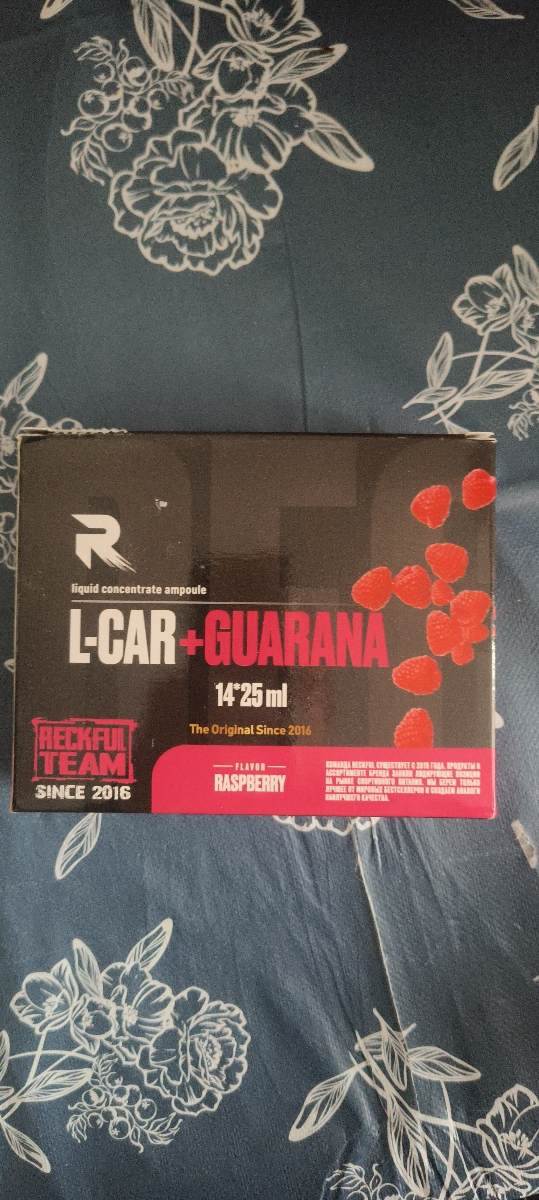 R
liquid concentrate ampoule
L-CAR+GUARANA
14*25 ml
The Original Since 2016
RECKFUL
TEAM
SINCE 2016
FLAVOR
RASPBERRY
КОМАНДА RECKFUL СУЩЕСТВУЕТ С 2016 ГОДА. ПРОДУКТЫ В
АССОРТИМЕНТЕ БРЕНДА ЗАНЯЛИ ЛИДИРУЮЩИЕ ПОЗИЦИИ
НА РЫНКЕ СПОРТИВНОГО ПИТАНИЯ. МЫ БЕРЕМ ТОЛЬКО
ЛУЧШЕЕ ОТ МИРОВЫХ БЕСТСЕЛЛЕРОВ И СОЗДАЕМ АНАЛОГИ
НАИЛУЧШЕГО КАЧЕСТВА.